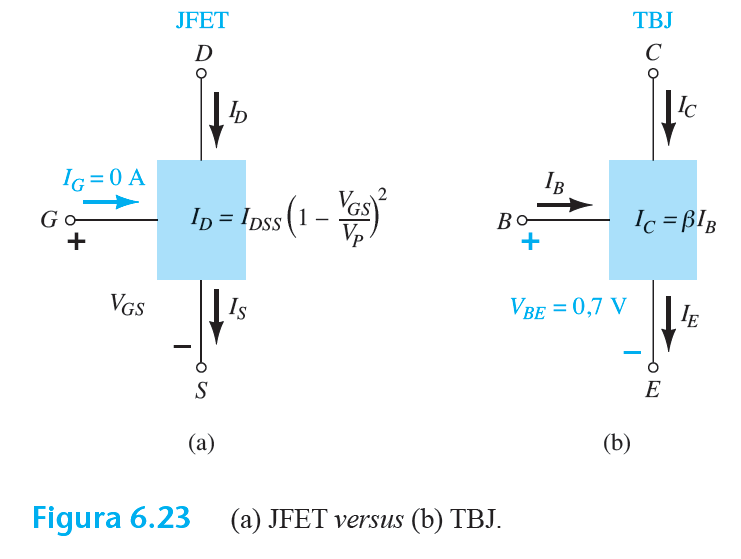 JFET
D
I_D
I_G = 0 A
G
+
I_D = I_DSS (1 − V_GS/V_P)²
V_GS
I_S
−
S
(a)
TBJ
C
I_C
I_B
B
+
I_C = βI_B
V_BE = 0,7 V
I_E
−
E
(b)
Figura 6.23 (a) JFET versus (b) TBJ.